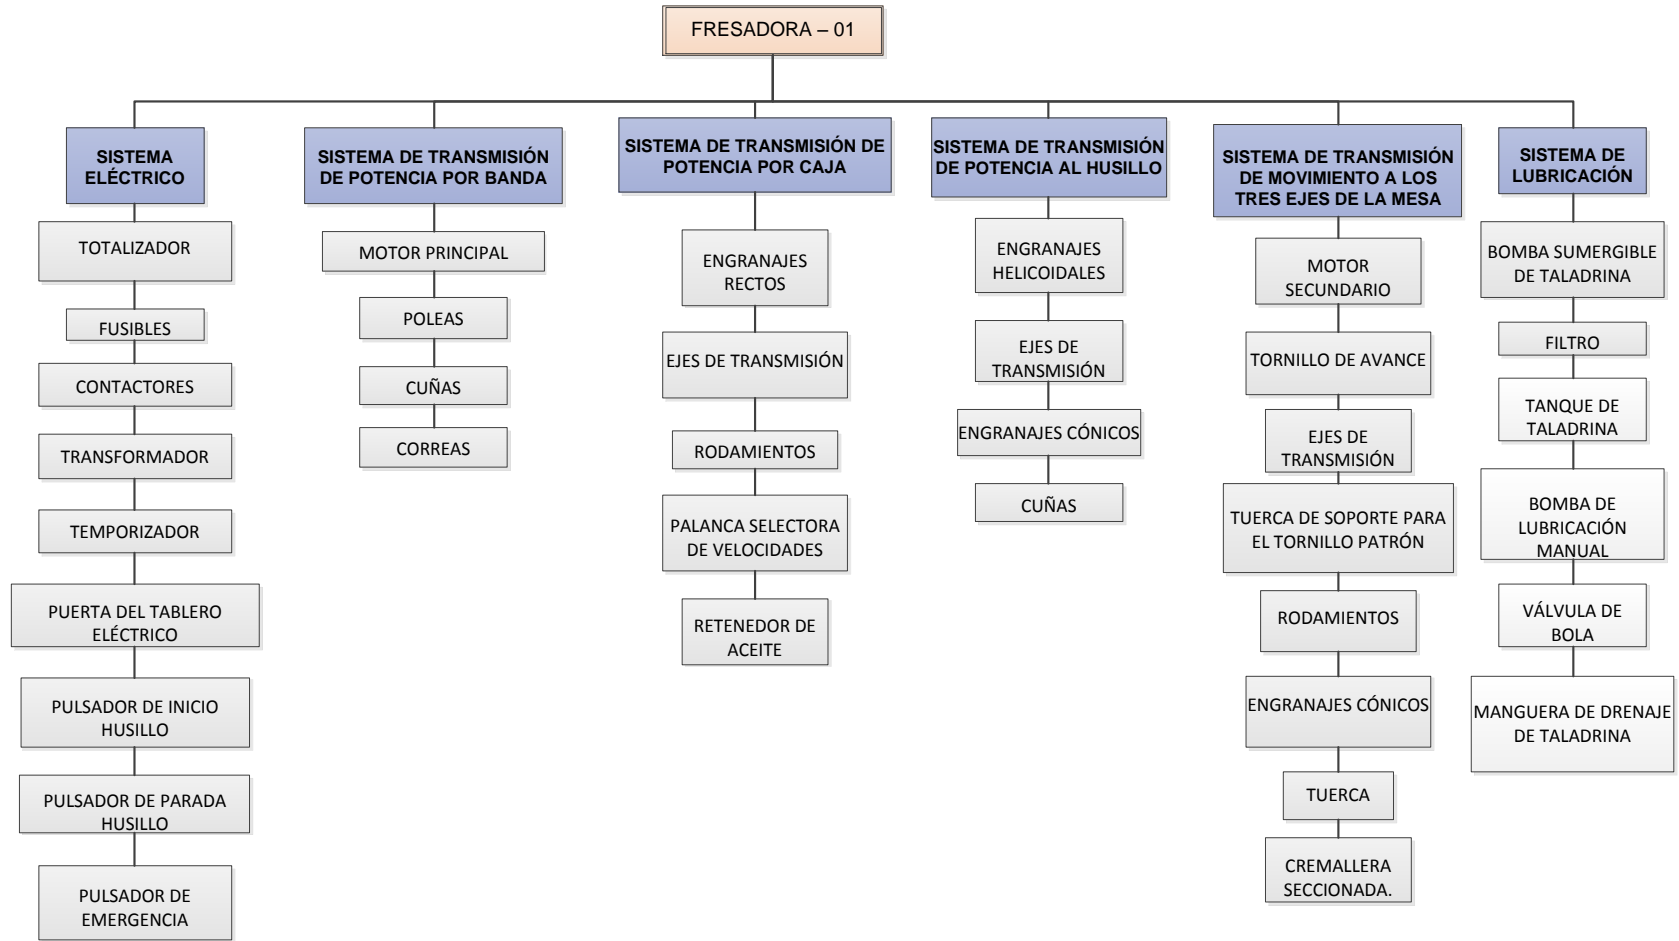 FRESADORA – 01
SISTEMA
ELÉCTRICO
TOTALIZADOR
FUSIBLES
CONTACTORES
TRANSFORMADOR
TEMPORIZADOR
PUERTA DEL TABLERO
ELÉCTRICO
PULSADOR DE INICIO
HUSILLO
PULSADOR DE PARADA
HUSILLO
PULSADOR DE
EMERGENCIA
SISTEMA DE TRANSMISIÓN
DE POTENCIA POR BANDA
MOTOR PRINCIPAL
POLEAS
CUÑAS
CORREAS
SISTEMA DE TRANSMISIÓN DE
POTENCIA POR CAJA
ENGRANAJES
RECTOS
EJES DE TRANSMISIÓN
RODAMIENTOS
PALANCA SELECTORA
DE VELOCIDADES
RETENEDOR DE
ACEITE
SISTEMA DE TRANSMISIÓN
DE POTENCIA AL HUSILLO
ENGRANAJES
HELICOIDALES
EJES DE
TRANSMISIÓN
ENGRANAJES CÓNICOS
CUÑAS
SISTEMA DE TRANSMISIÓN
DE MOVIMIENTO A LOS
TRES EJES DE LA MESA
MOTOR
SECUNDARIO
TORNILLO DE AVANCE
EJES DE
TRANSMISIÓN
TUERCA DE SOPORTE PARA
EL TORNILLO PATRÓN
RODAMIENTOS
ENGRANAJES CÓNICOS
TUERCA
CREMALLERA
SECCIONADA.
SISTEMA DE
LUBRICACIÓN
BOMBA SUMERGIBLE
DE TALADRINA
FILTRO
TANQUE DE
TALADRINA
BOMBA DE
LUBRICACIÓN
MANUAL
VÁLVULA DE
BOLA
MANGUERA DE DRENAJE
DE TALADRINA